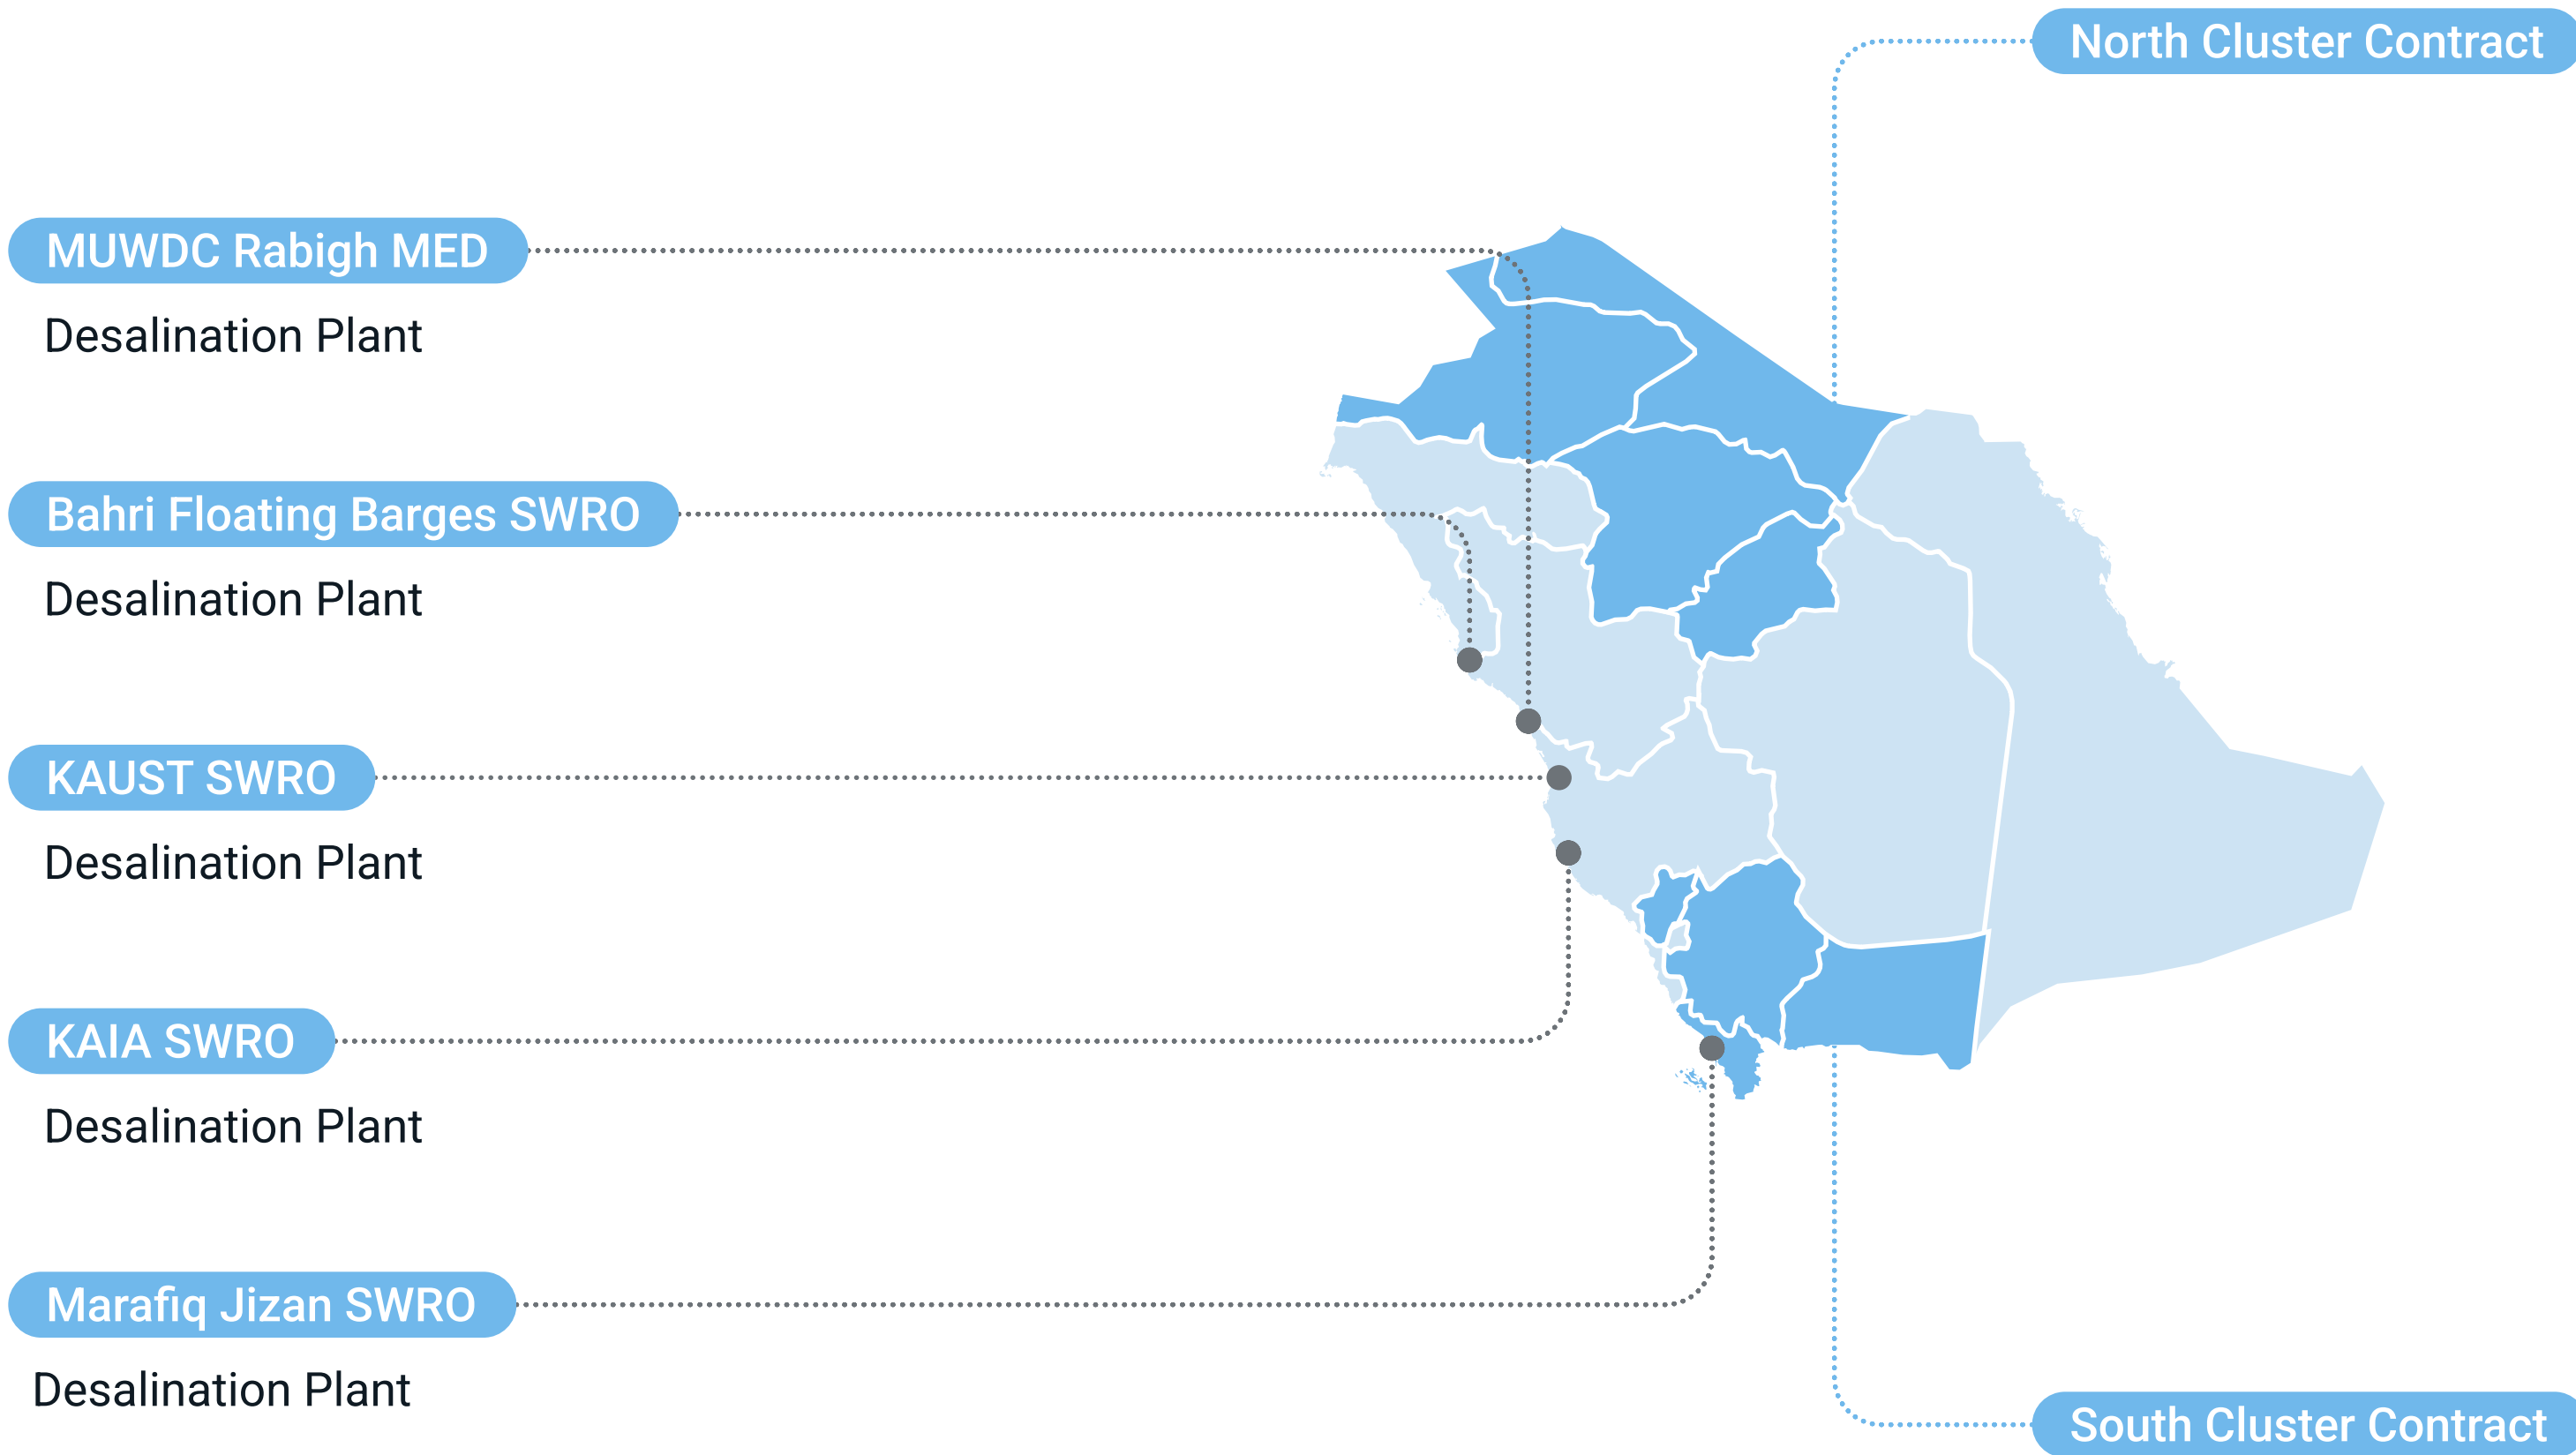 North Cluster Contract
MUWDC Rabigh MED
Desalination Plant
Bahri Floating Barges SWRO
Desalination Plant
KAUST SWRO
Desalination Plant
KAIA SWRO
Desalination Plant
Marafiq Jizan SWRO
Desalination Plant
South Cluster Contract